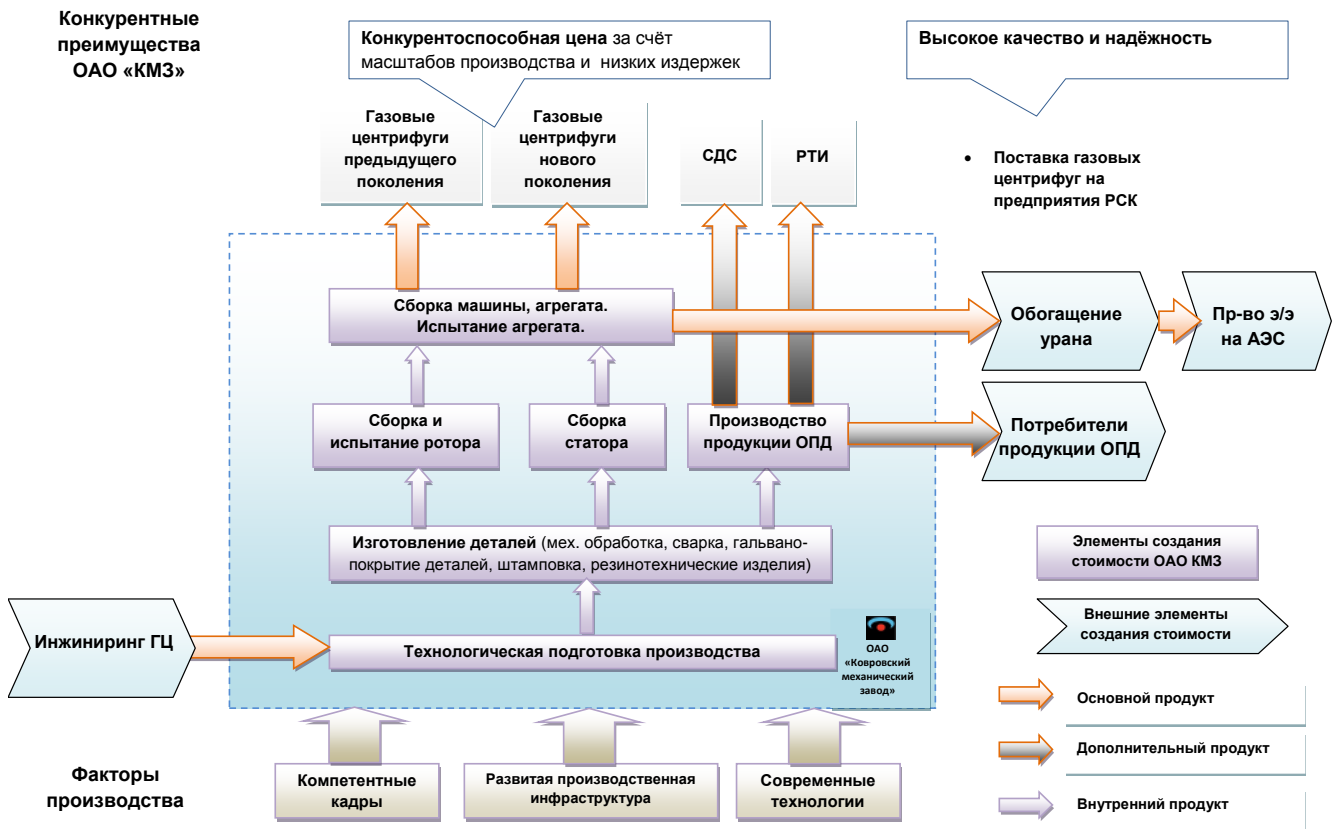 Конкурентные
преимущества
ОАО «КМЗ»
Конкурентоспособная цена за счёт
масштабов производства и низких издержек
Высокое качество и надёжность
Газовые
центрифуги
предыдущего
поколения
Газовые
центрифуги
нового
поколения
СДС
РТИ
• Поставка газовых
центрифуг на
предприятия РСК
Сборка машины, агрегата.
Испытание агрегата.
Обогащение
урана
Пр-во э/э
на АЭС
Сборка и
испытание ротора
Сборка
статора
Производство
продукции ОПД
Потребители
продукции ОПД
Изготовление деталей (мех. обработка, сварка, гальвано-
покрытие деталей, штамповка, резинотехнические изделия)
Элементы создания
стоимости ОАО КМЗ
Внешние элементы
создания стоимости
Инжиниринг ГЦ
Технологическая подготовка производства
ОАО
«Ковровский
механический
завод»
Основной продукт
Дополнительный продукт
Внутренний продукт
Факторы
производства
Компетентные
кадры
Развитая производственная
инфраструктура
Современные
технологии